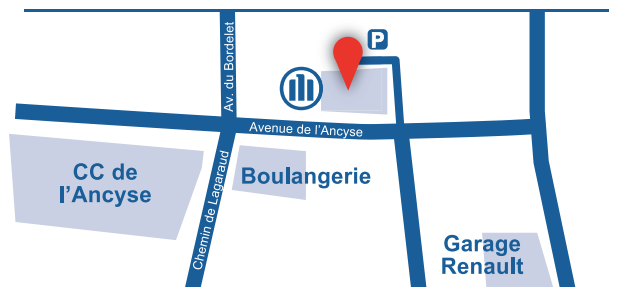 P
Av. du Bordelet
Avenue de l'Ancyse
CC de
l'Ancyse
Boulangerie
Chemin de Lagaraud
Garage
Renault